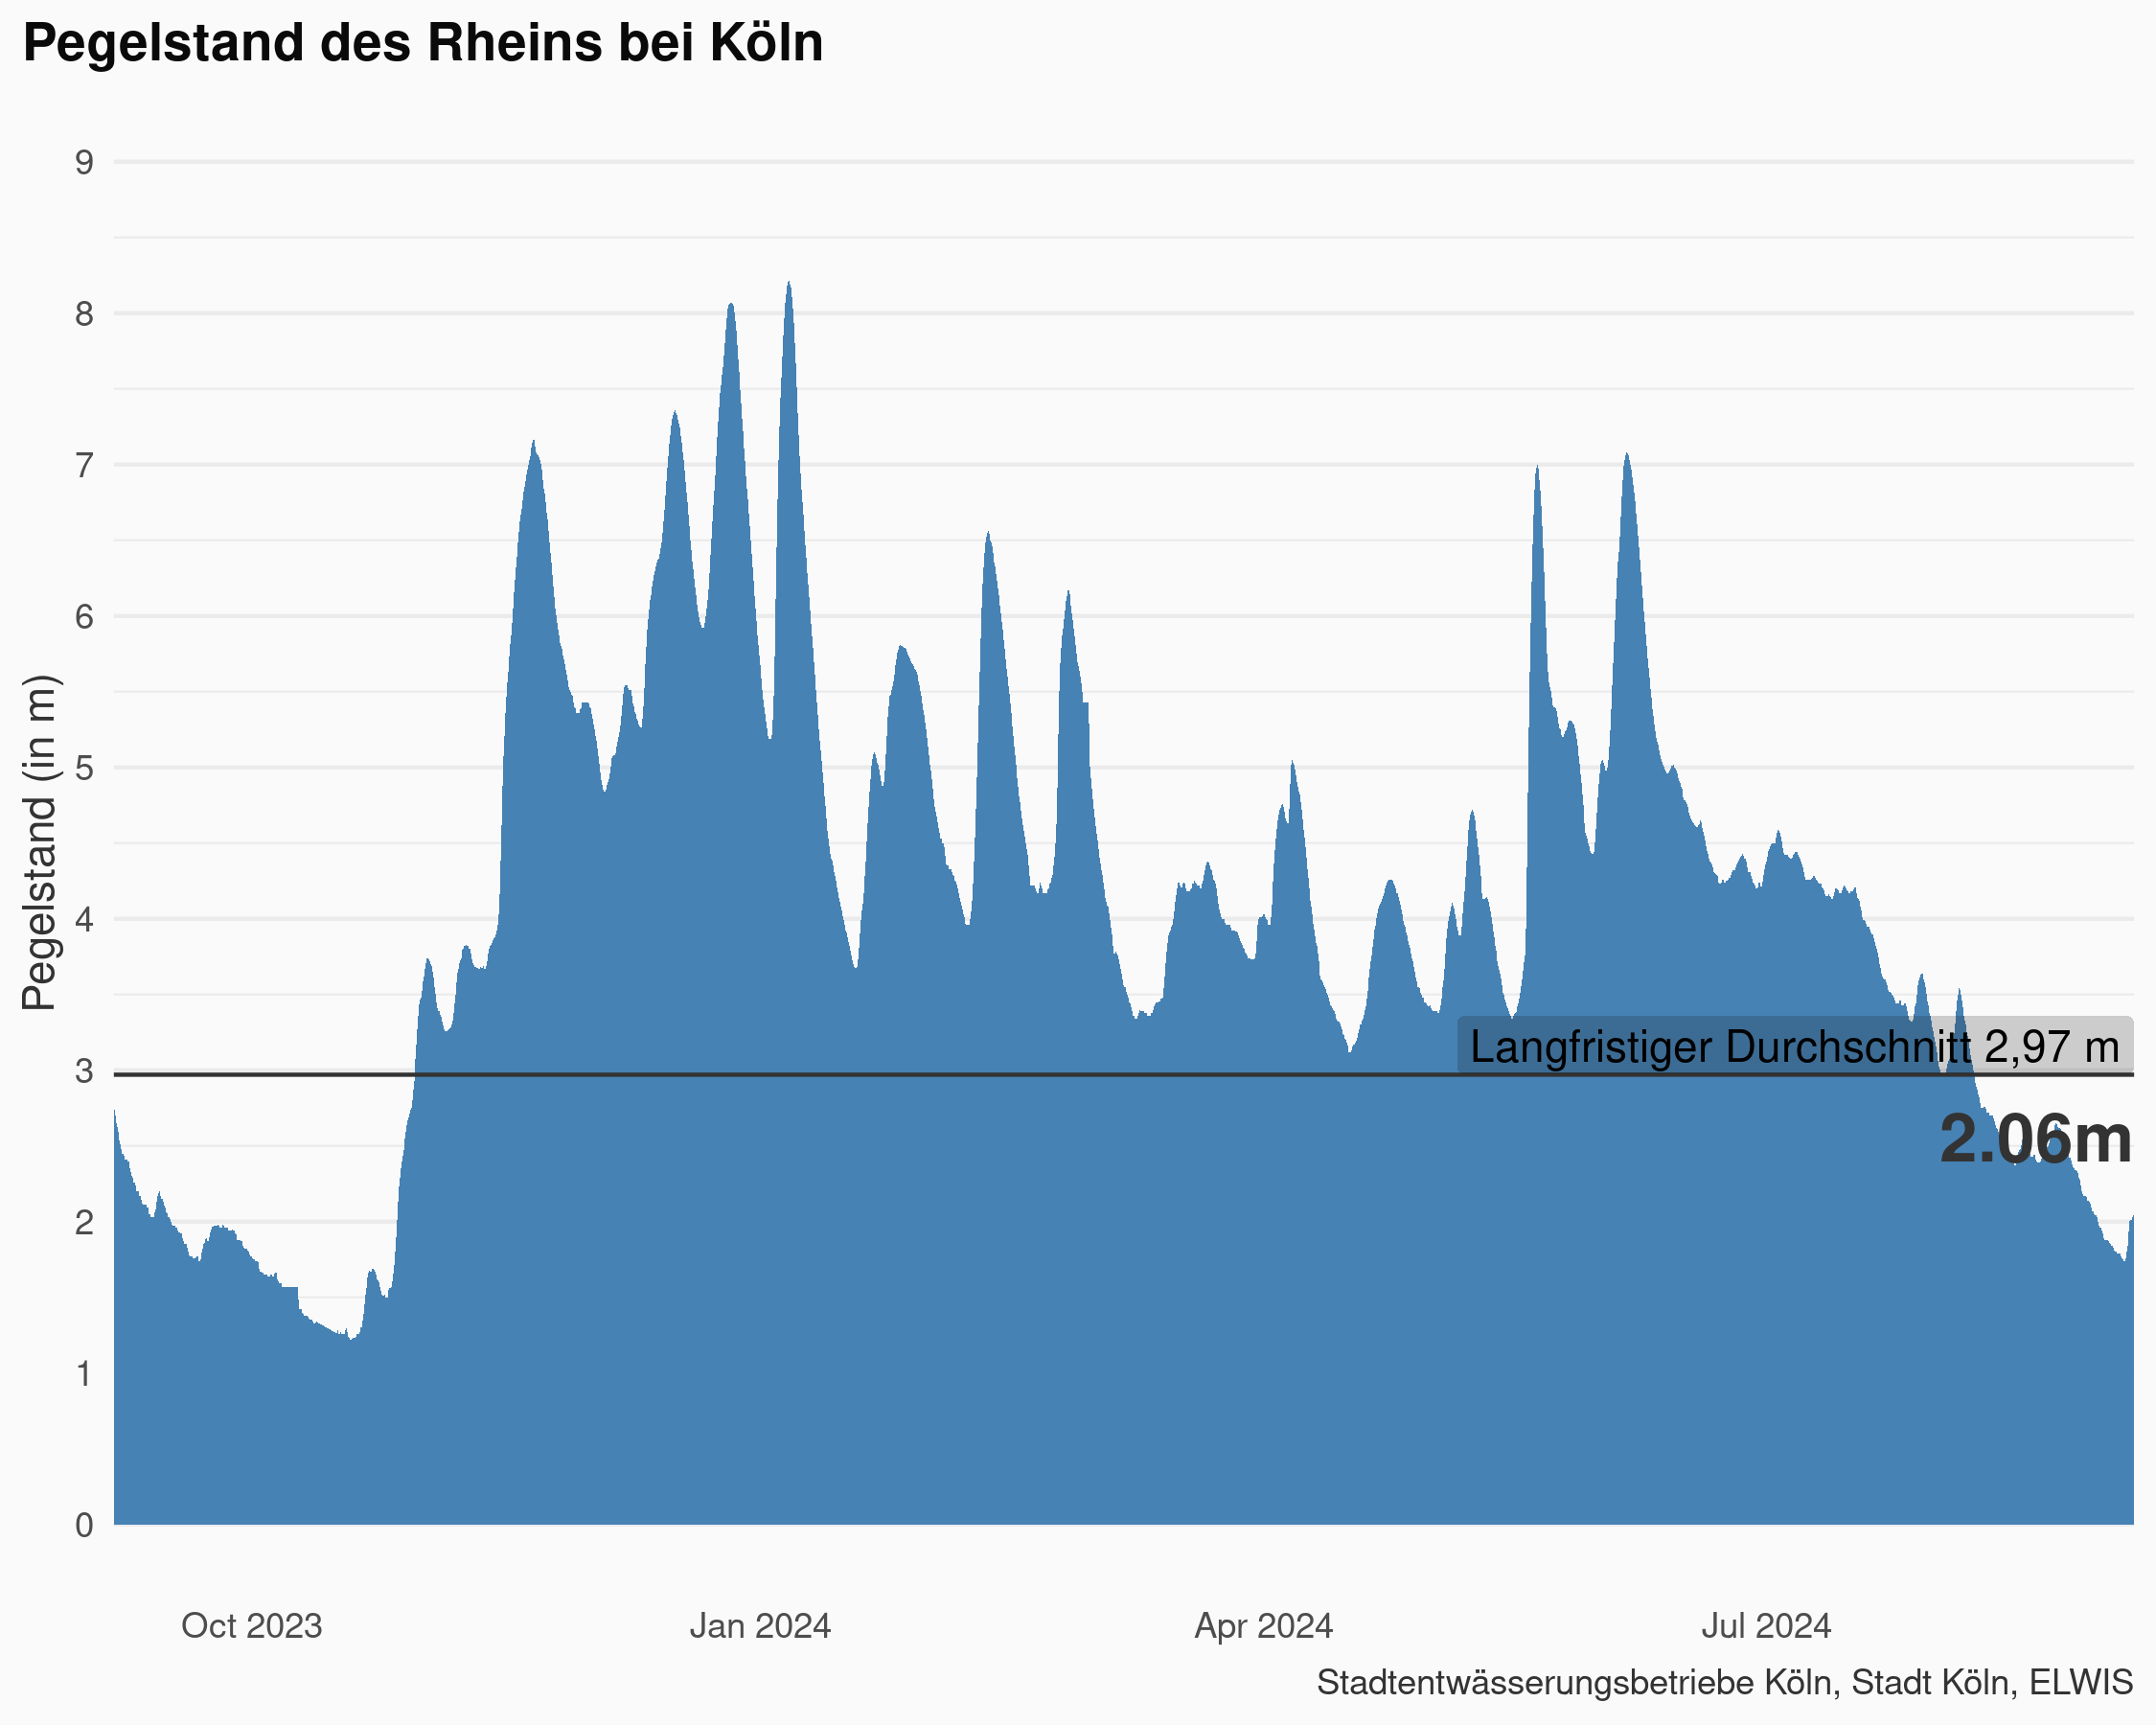 Pegelstand des Rheins bei Köln
Pegelstand (in m)
9
8
7
6
5
4
3
2
1
0
Langfristiger Durchschnitt 2,97 m
2.06m
Oct 2023
Jan 2024
Apr 2024
Jul 2024
Stadtentwässerungsbetriebe Köln, Stadt Köln, ELWIS